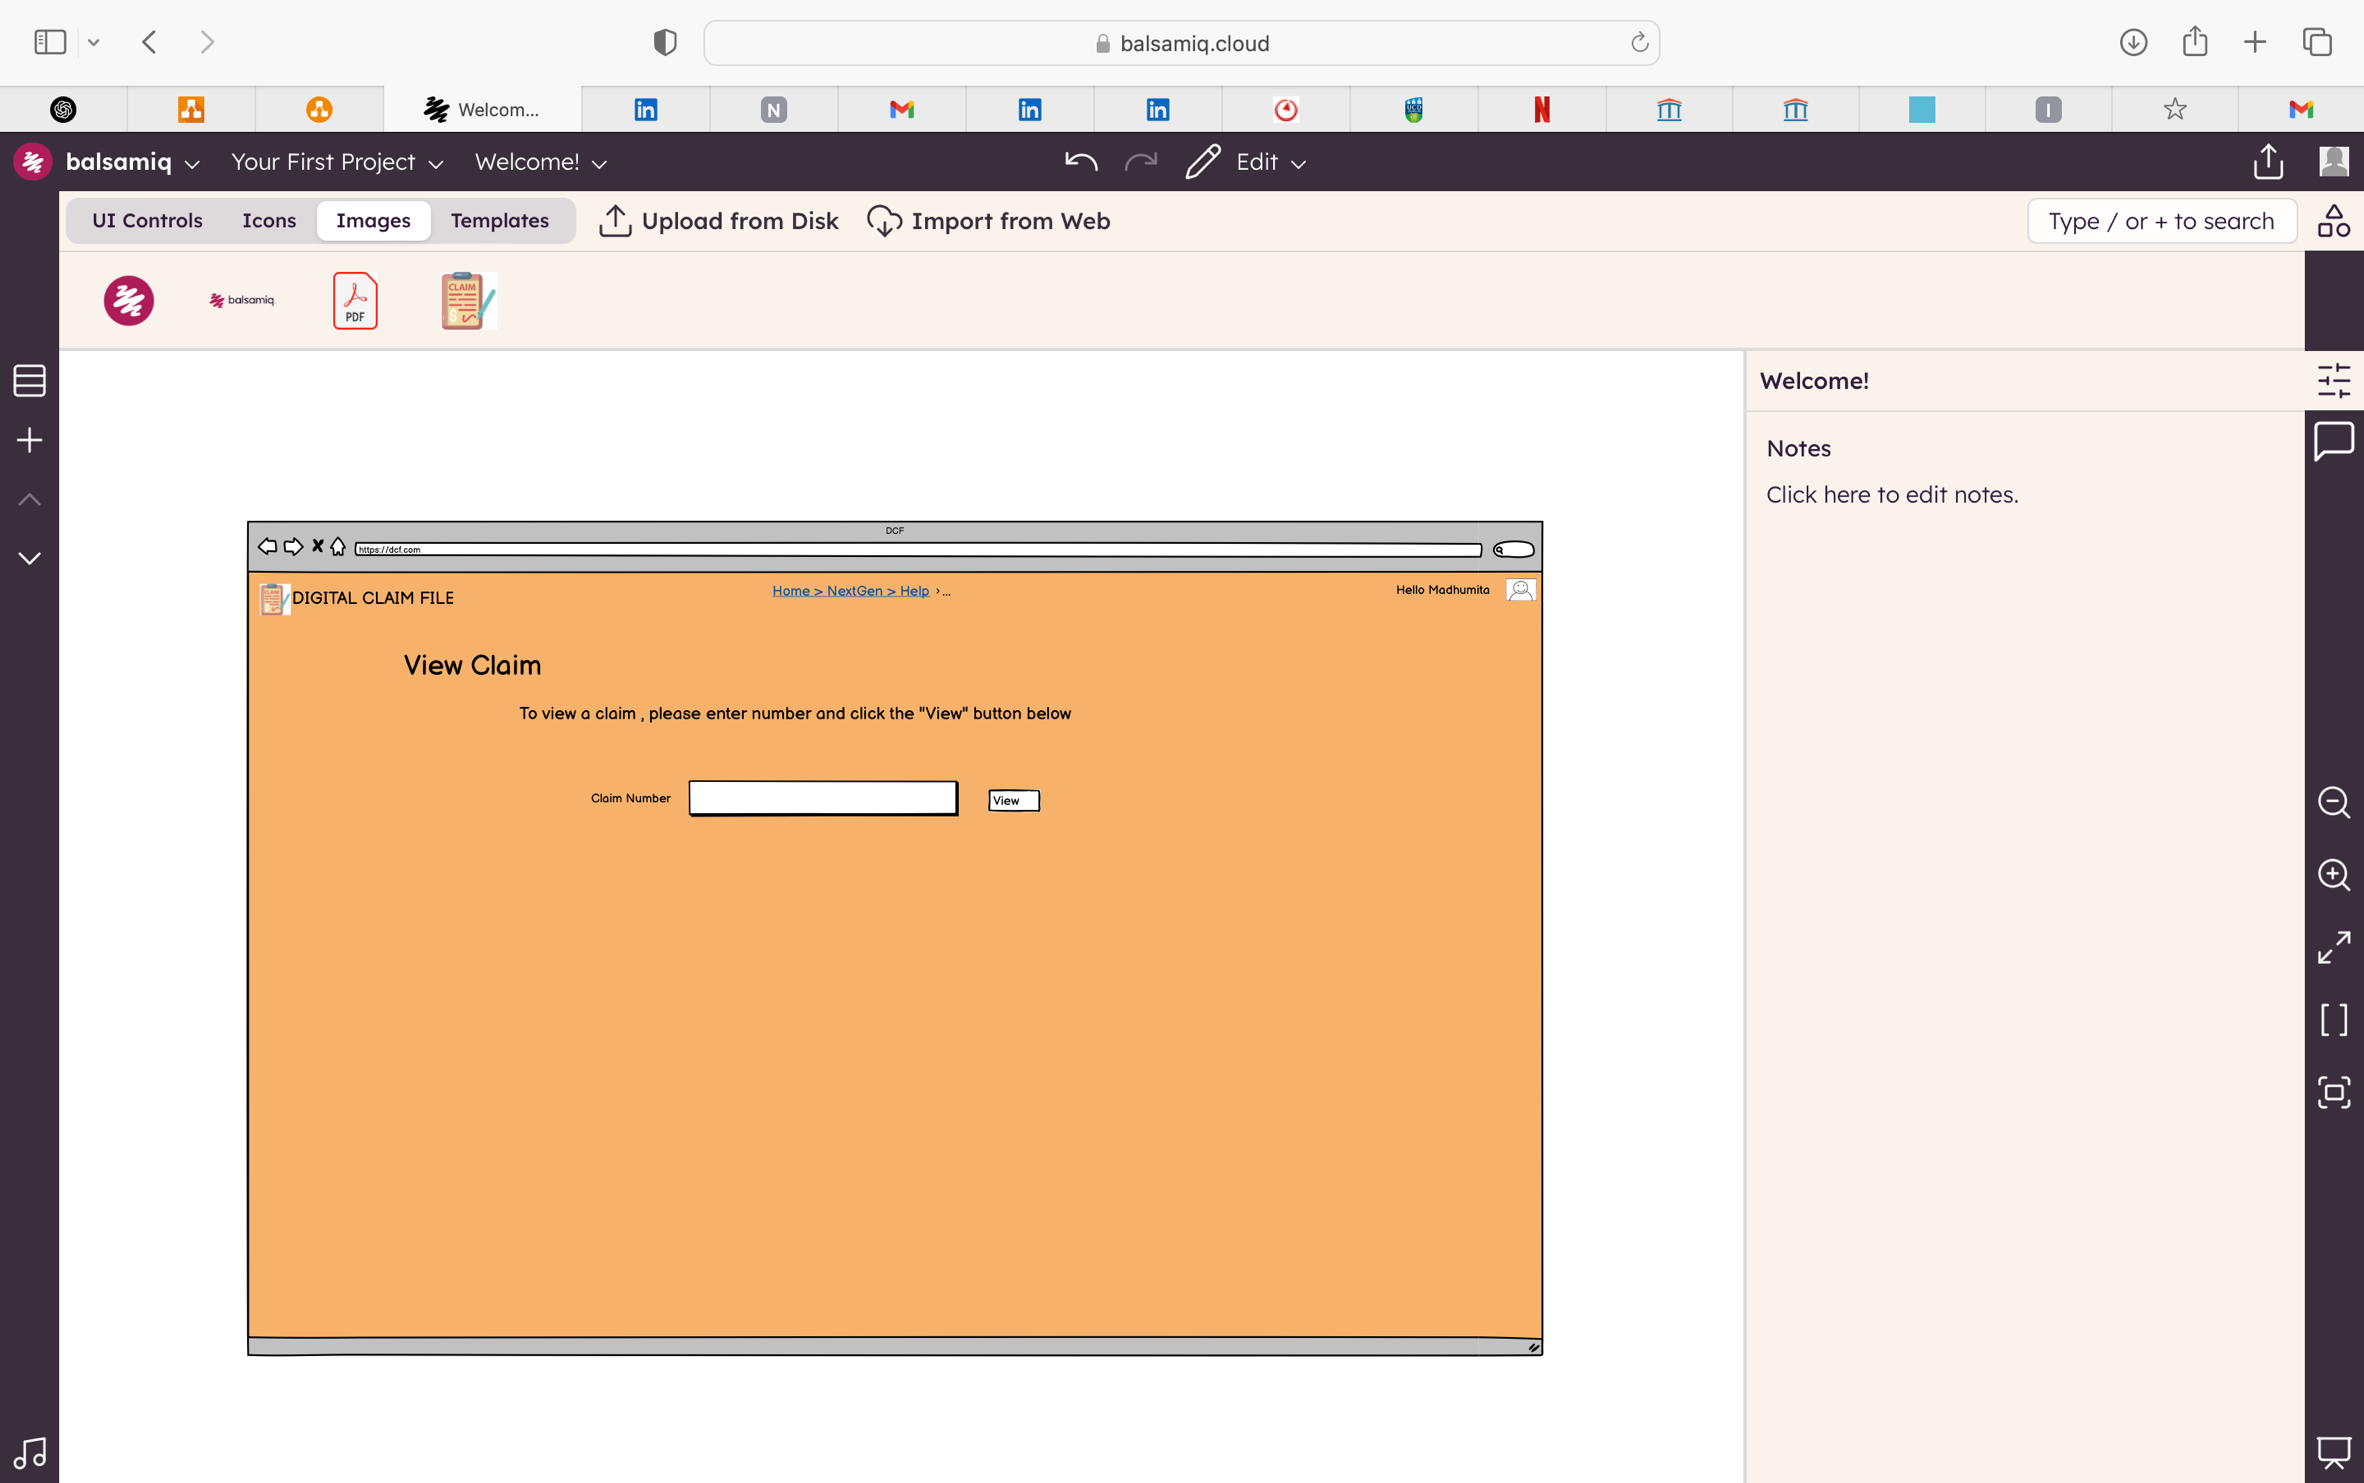 balsamiq.cloud
Welcom...
N
I
balsamiq Your First Project Welcome! Edit
UI Controls Icons Images Templates Upload from Disk Import from Web Type / or + to search
balsamiq
PDF
CLAIM
Welcome!
Notes
Click here to edit notes.
DCF
https://dcf.com
DIGITAL CLAIM FILE
Home > NextGen > Help › ...
Hello Madhumita
View Claim
To view a claim , please enter number and click the "View" button below
Claim Number
View